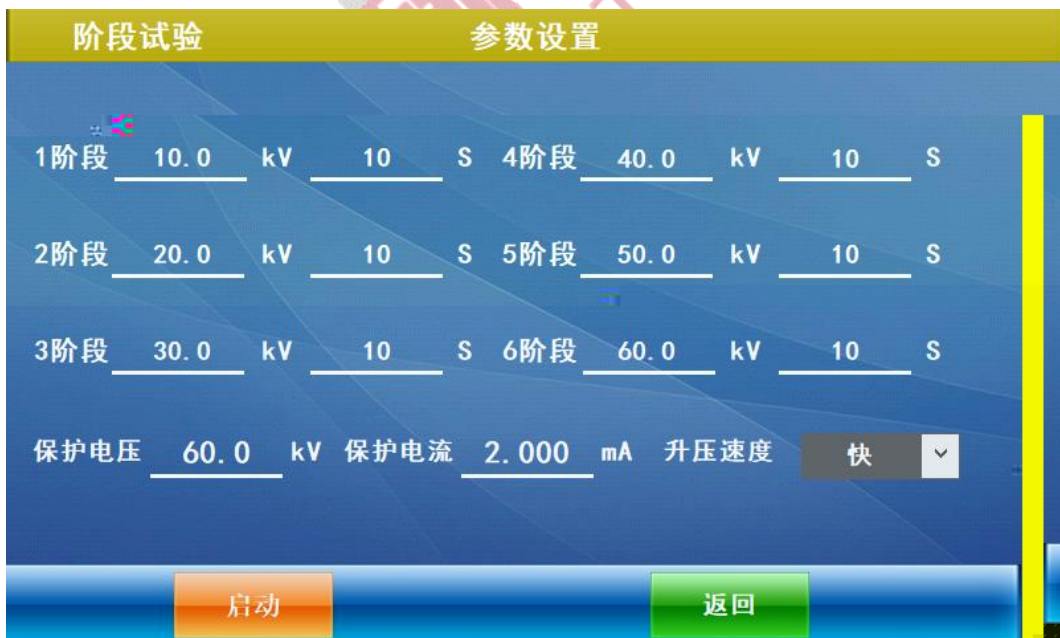 阶段试验 参数设置
1阶段 10.0 kV 10 S 4阶段 40.0 kV 10 S
2阶段 20.0 kV 10 S 5阶段 50.0 kV 10 S
3阶段 30.0 kV 10 S 6阶段 60.0 kV 10 S
保护电压 60.0 kV 保护电流 2.000 mA 升压速度 快
启动 返回